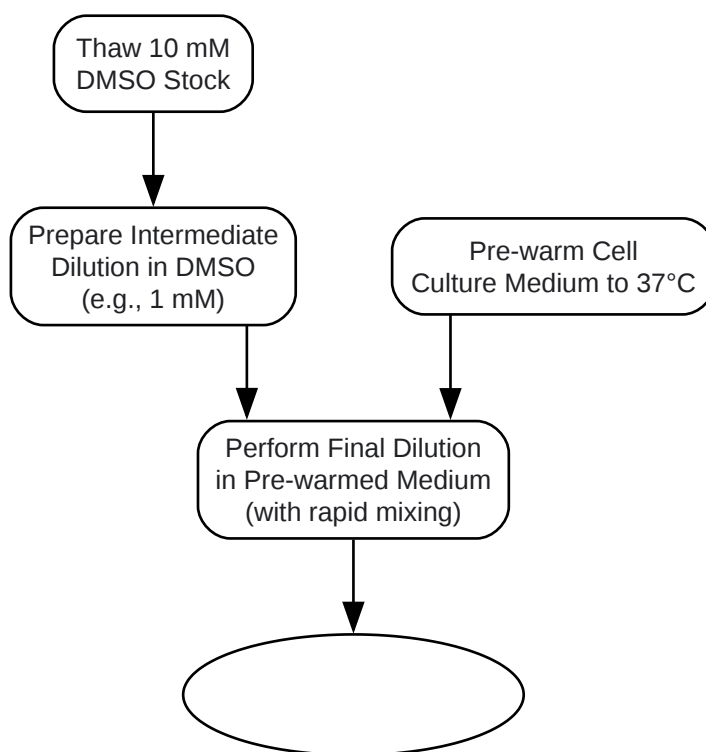 Thaw 10 mM
DMSO Stock
Prepare Intermediate
Dilution in DMSO
(e.g., 1 mM)
Pre-warm Cell
Culture Medium to 37°C
Perform Final Dilution
in Pre-warmed Medium
(with rapid mixing)